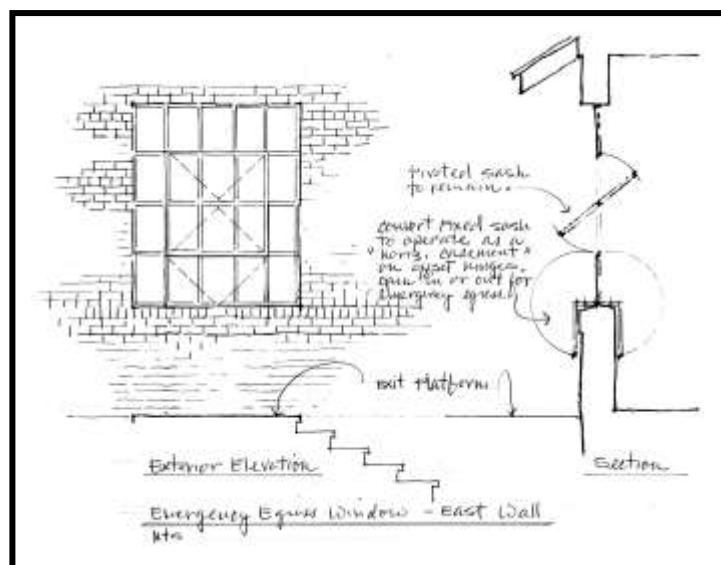 pivoted sash
to remain.
convert fixed sash
to operate as a
"horiz. casement"
on offset hinges,
open in or out for
emergency egress.
Exit Platform
Exterior Elevation
Section
Emergency Egress Window - East Wall
nts